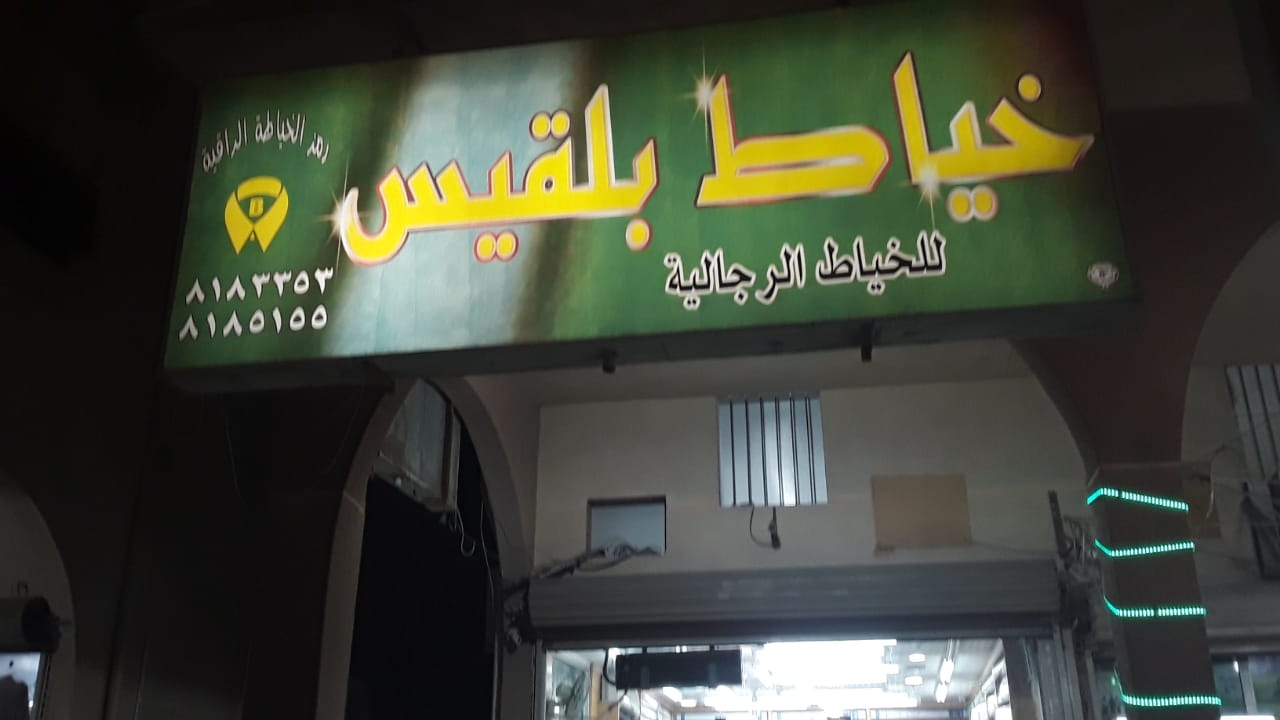 خياط بلقيس
للخياط الرجالية
رمز الخياطة الراقية
B
٨١٨٣٣٥٣
٨١٨٥١٥٥